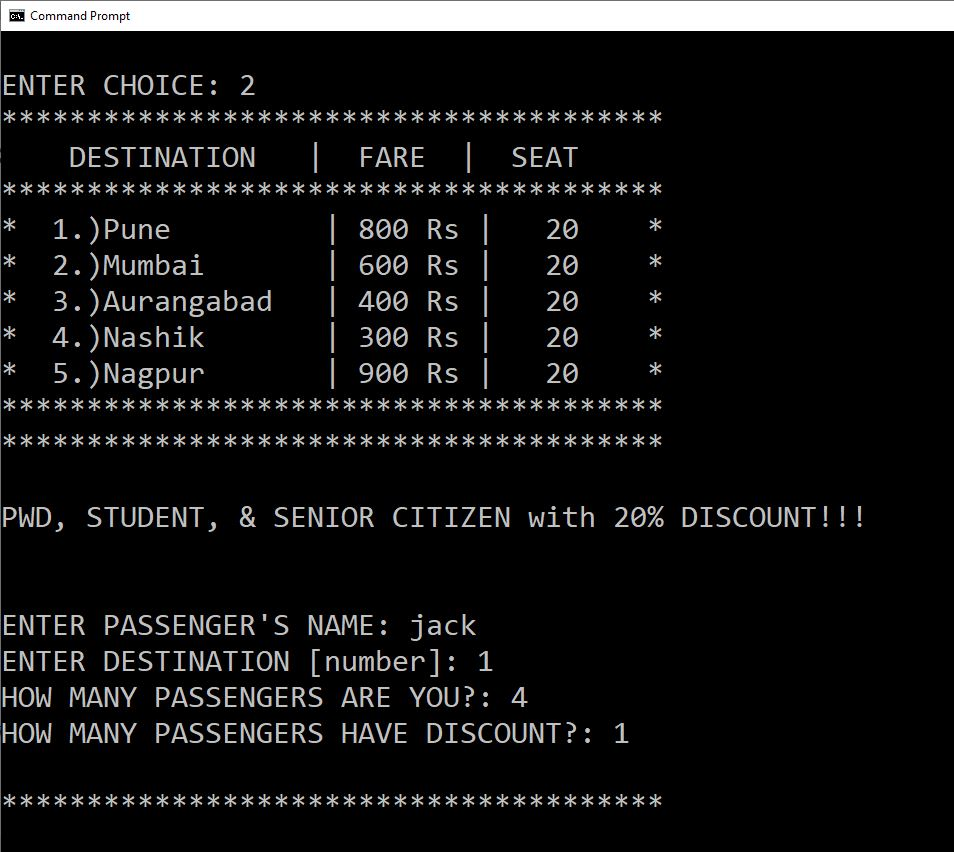 Command Prompt
ENTER CHOICE: 2
***************************************
    DESTINATION   |  FARE  |  SEAT
***************************************
*  1.)Pune         | 800 Rs |   20    *
*  2.)Mumbai       | 600 Rs |   20    *
*  3.)Aurangabad   | 400 Rs |   20    *
*  4.)Nashik       | 300 Rs |   20    *
*  5.)Nagpur       | 900 Rs |   20    *
***************************************
***************************************
PWD, STUDENT, & SENIOR CITIZEN with 20% DISCOUNT!!!
ENTER PASSENGER'S NAME: jack
ENTER DESTINATION [number]: 1
HOW MANY PASSENGERS ARE YOU?: 4
HOW MANY PASSENGERS HAVE DISCOUNT?: 1
***************************************